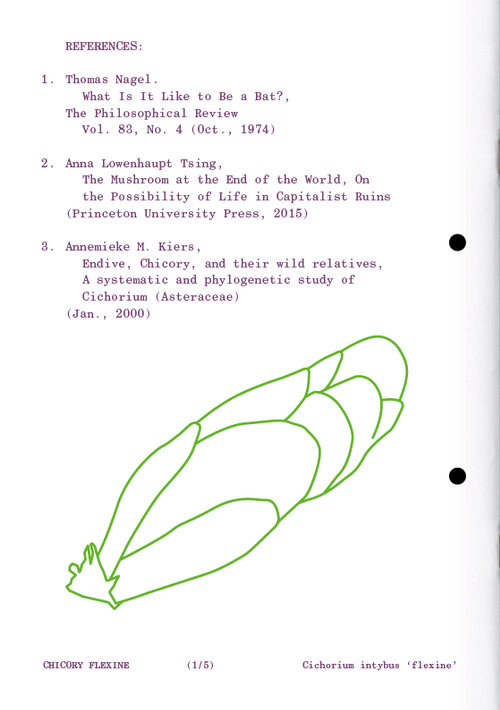 REFERENCES:
1. Thomas Nagel.
What Is It Like to Be a Bat?,
The Philosophical Review
Vol. 83, No. 4 (Oct., 1974)
2. Anna Lowenhaupt Tsing,
The Mushroom at the End of the World, On
the Possibility of Life in Capitalist Ruins
(Princeton University Press, 2015)
3. Annemieke M. Kiers,
Endive, Chicory, and their wild relatives,
A systematic and phylogenetic study of
Cichorium (Asteraceae)
(Jan., 2000)
CHICORY FLEXINE (1/5) Cichorium intybus ‘flexine’